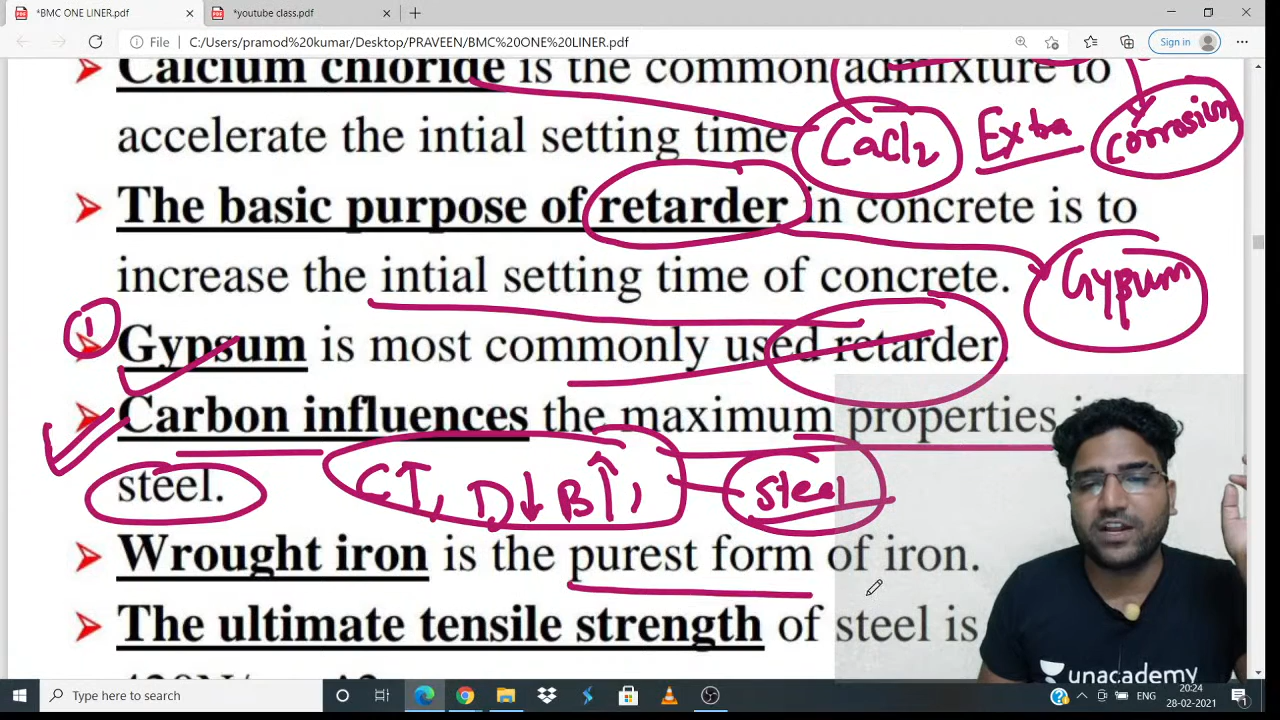 *BMC ONE LINER.pdf
*youtube class.pdf
File C:/Users/pramod%20kumar/Desktop/PRAVEEN/BMC%20ONE%20LINER.pdf
Sign in
Calcium chloride is the common admixture to
accelerate the intial setting time
CaCl2 Extra Corrosium
The basic purpose of retarder in concrete is to
increase the intial setting time of concrete.
Gypsum
1
Gypsum is most commonly used retarder.
Carbon influences the maximum properties
steel.
C↑, D↓ B↑, steel
Wrought iron is the purest form of iron.
The ultimate tensile strength of steel is
unacademy
Type here to search
ENG
20:24
28-02-2021